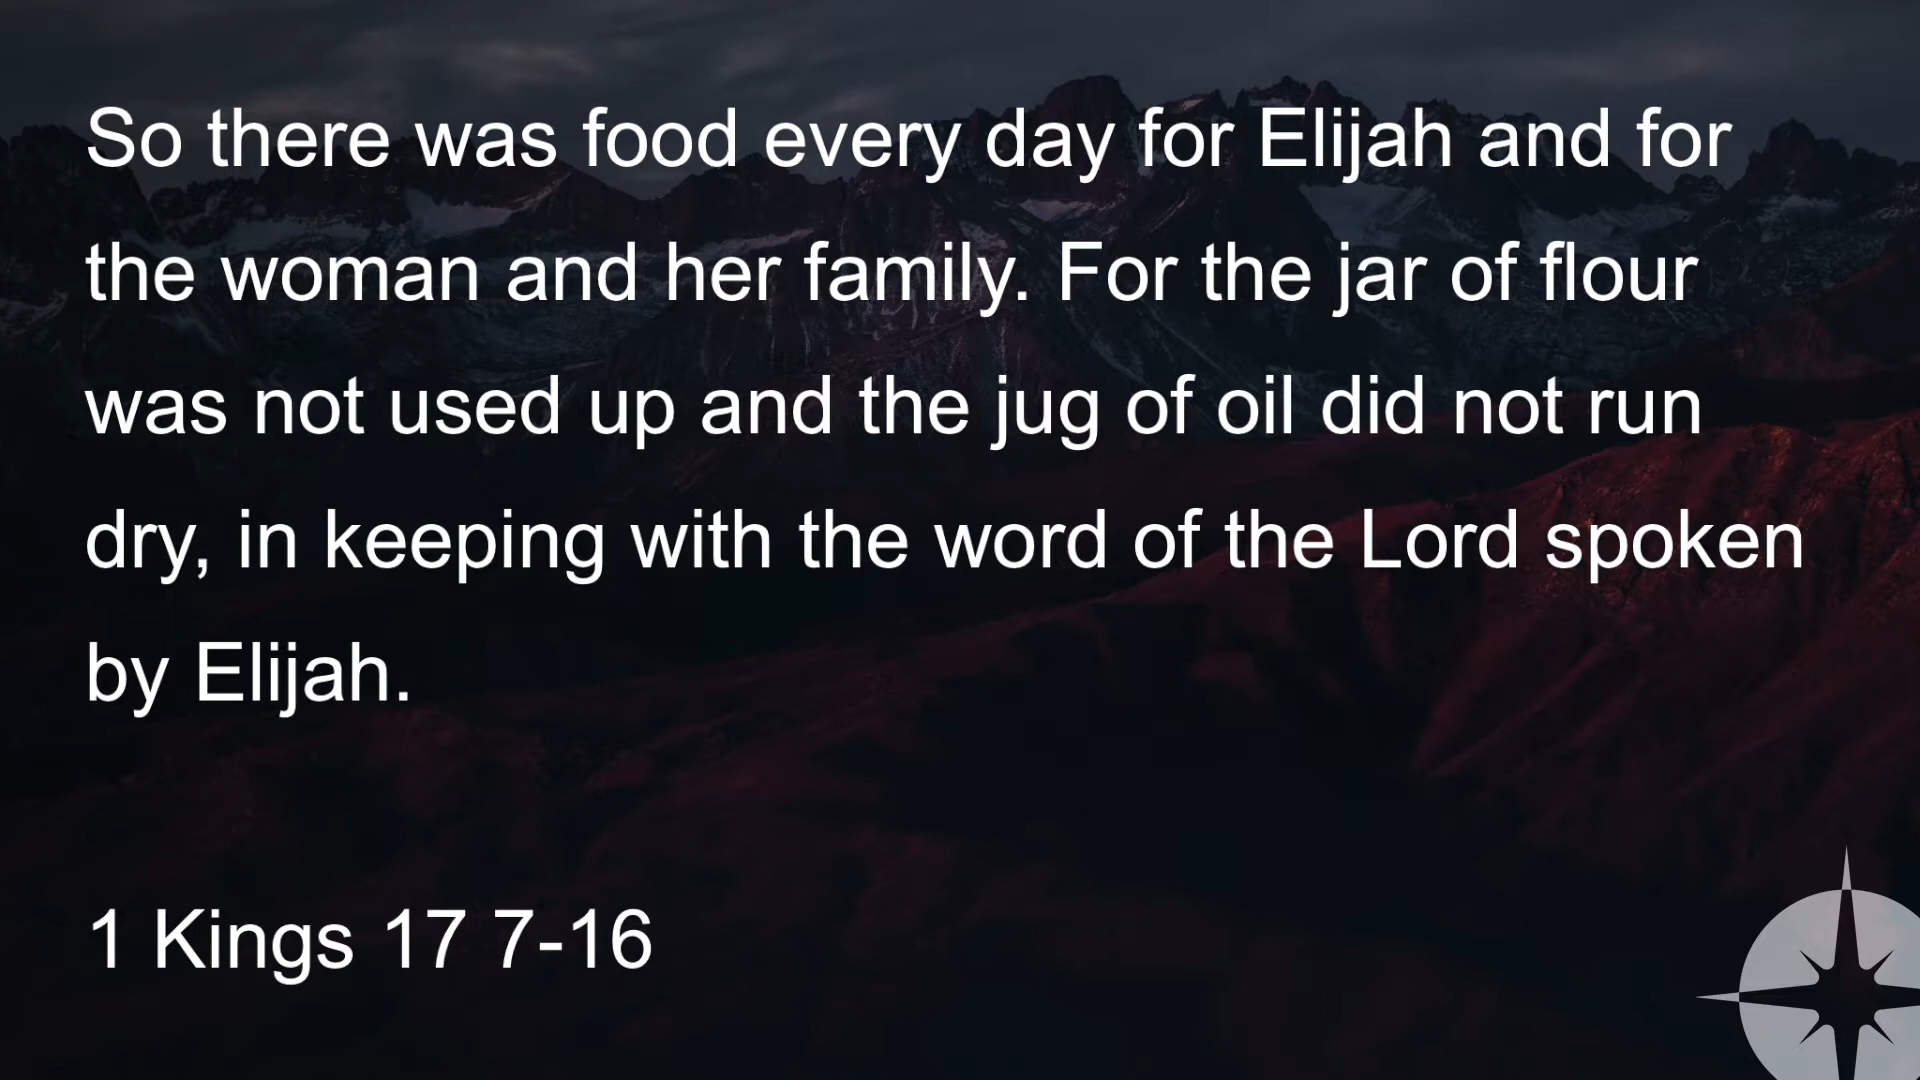 So there was food every day for Elijah and for
the woman and her family. For the jar of flour
was not used up and the jug of oil did not run
dry, in keeping with the word of the Lord spoken
by Elijah.
1 Kings 17 7-16